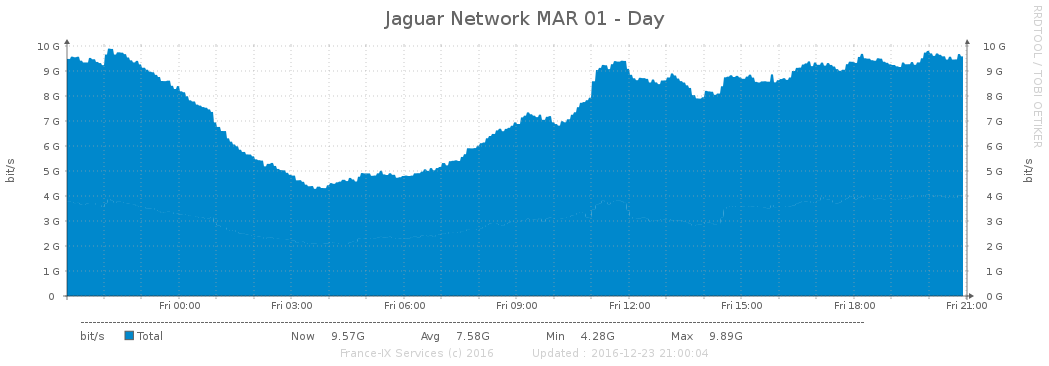 Jaguar Network MAR 01 - Day
RRDTOOL / TOBI OETIKER
bit/s
10 G
9 G
8 G
7 G
6 G
5 G
4 G
3 G
2 G
1 G
0
10 G
9 G
8 G
7 G
6 G
5 G
4 G
3 G
2 G
1 G
0 G
bit/s
Fri 00:00 Fri 03:00 Fri 06:00 Fri 09:00 Fri 12:00 Fri 15:00 Fri 18:00 Fri 21:00
bit/s Total Now 9.57G Avg 7.58G Min 4.28G Max 9.89G
France-IX Services (c) 2016 Updated : 2016-12-23 21:00:04